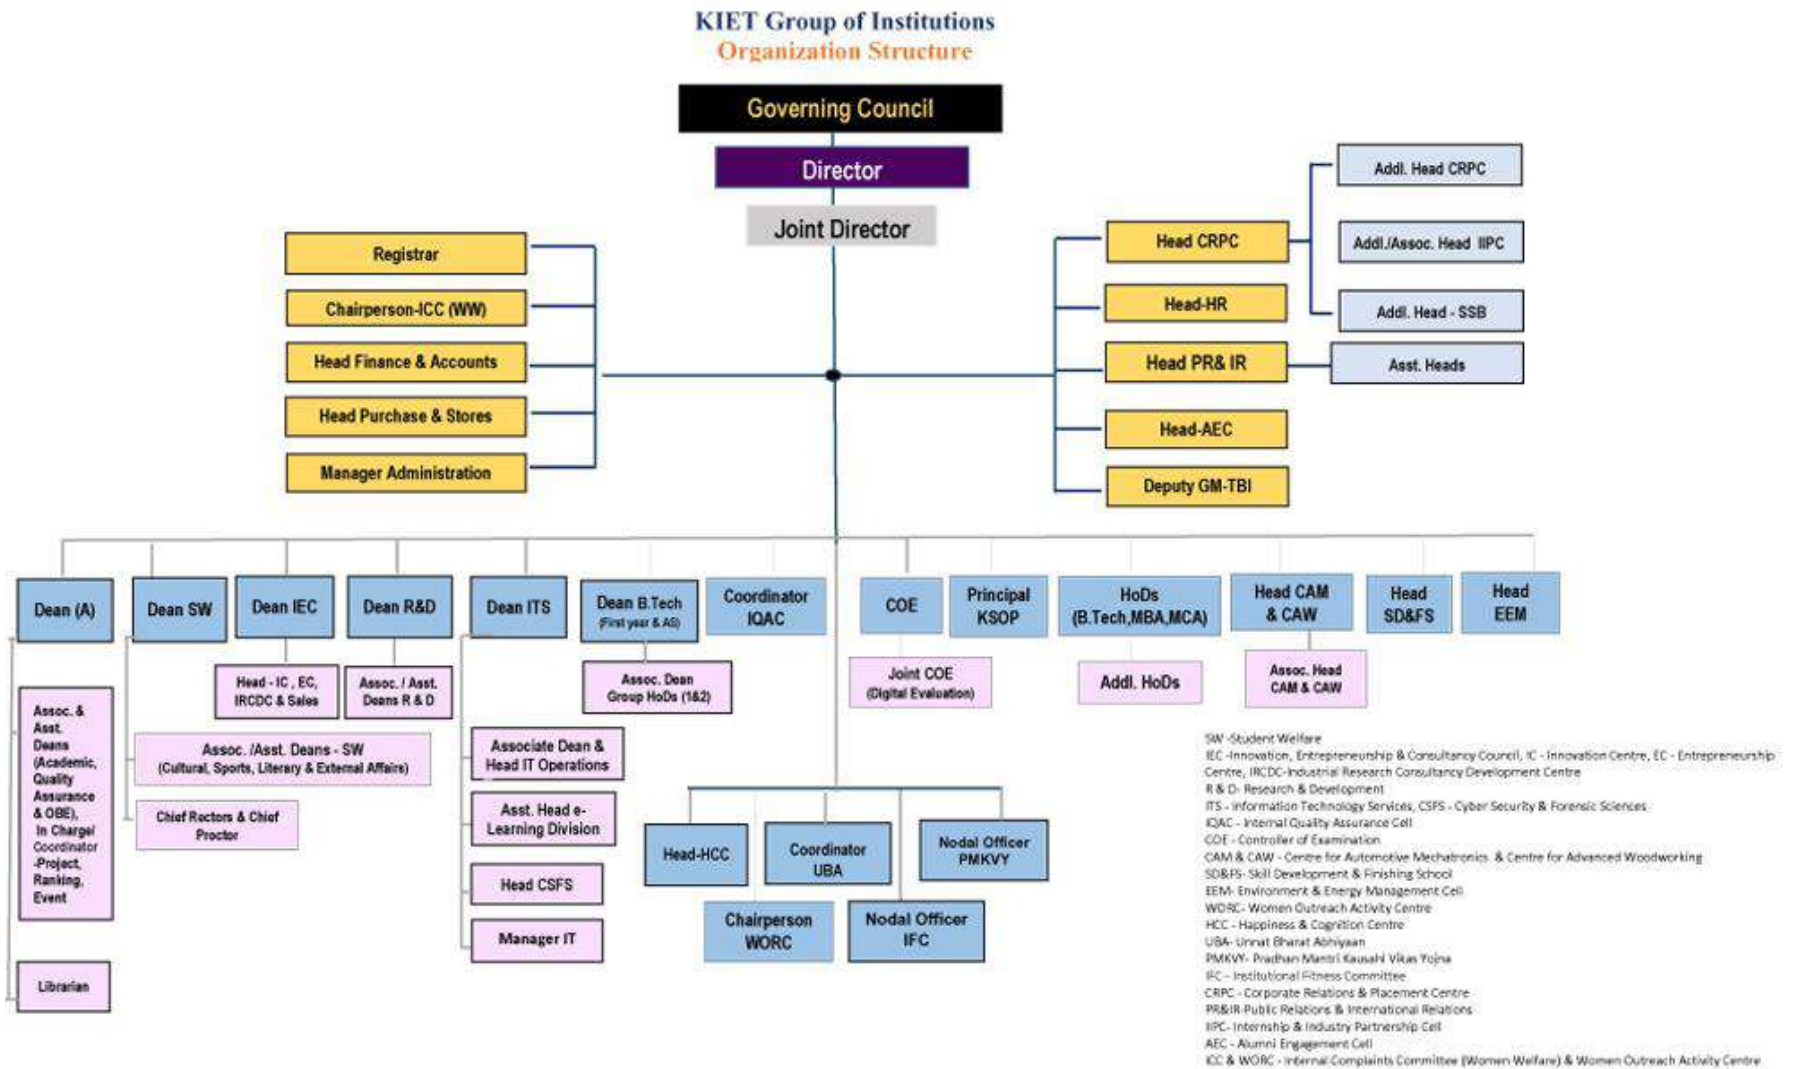 KIET Group of Institutions
Organization Structure
Governing Council
Director
Joint Director
Registrar
Chairperson-ICC (WW)
Head Finance & Accounts
Head Purchase & Stores
Manager Administration
Head CRPC
Head-HR
Head PR& IR
Head-AEC
Deputy GM-TBI
Addl. Head CRPC
Addl./Assoc. Head IIPC
Addl. Head - SSB
Asst. Heads
Dean (A)
Dean SW
Dean IEC
Dean R&D
Dean ITS
Dean B.Tech
(First year & AS)
Coordinator
IQAC
COE
Principal
KSOP
HoDs
(B.Tech,MBA,MCA)
Head CAM
& CAW
Head
SD&FS
Head
EEM
Assoc. &
Asst.
Deans
(Academic,
Quality
Assurance
& OBE),
In Charge/
Coordinator
-Project,
Ranking,
Event
Librarian
Assoc. /Asst. Deans - SW
(Cultural, Sports, Literary & External Affairs)
Chief Rectors & Chief
Proctor
Head - IC , EC,
IRCDC & Sales
Assoc. / Asst.
Deans R & D
Associate Dean &
Head IT Operations
Asst. Head e-
Learning Division
Head CSFS
Manager IT
Assoc. Dean
Group HoDs (1&2)
Joint COE
(Digital Evaluation)
Addl. HoDs
Assoc. Head
CAM & CAW
Head-HCC
Coordinator
UBA
Nodal Officer
PMKVY
Chairperson
WORC
Nodal Officer
IFC
SW -Student Welfare
IEC -Innovation, Entrepreneurship & Consultancy Council, IC - Innovation Centre, EC - Entrepreneurship
Centre, IRCDC-Industrial Research Consultancy Development Centre
R & D- Research & Development
ITS - Information Technology Services, CSFS - Cyber Security & Forensic Sciences
IQAC - Internal Quality Assurance Cell
COE - Controller of Examination
CAM & CAW - Centre for Automotive Mechatronics & Centre for Advanced Woodworking
SD&FS- Skill Development & Finishing School
EEM- Environment & Energy Management Cell
WORC- Women Outreach Activity Centre
HCC - Happiness & Cognition Centre
UBA- Unnat Bharat Abhiyaan
PMKVY- Pradhan Mantri Kausahl Vikas Yojna
IFC - Institutional Fitness Committee
CRPC - Corporate Relations & Placement Centre
PR&IR-Public Relations & International Relations
IIPC- Internship & Industry Partnership Cell
AEC - Alumni Engagement Cell
ICC & WORC - Internal Complaints Committee (Women Welfare) & Women Outreach Activity Centre